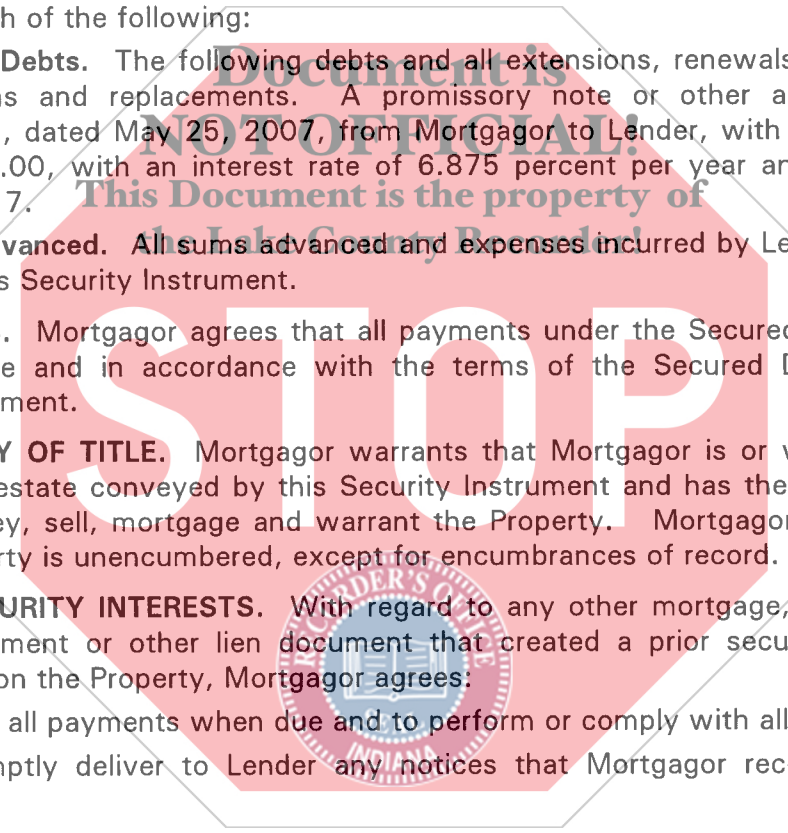 h of the following:
Debts. The following debts and all extensions, renewals
s and replacements. A promissory note or other a
, dated May 25, 2007, from Mortgagor to Lender, with
.00, with an interest rate of 6.875 percent per year an
7.
vanced. All sums advanced and expenses incurred by Le
s Security Instrument.
. Mortgagor agrees that all payments under the Secured
e and in accordance with the terms of the Secured D
ment.
Y OF TITLE. Mortgagor warrants that Mortgagor is or
estate conveyed by this Security Instrument and has the
ey, sell, mortgage and warrant the Property. Mortgagor
rty is unencumbered, except for encumbrances of record.
URITY INTERESTS. With regard to any other mortgage,
ment or other lien document that created a prior secu
on the Property, Mortgagor agrees:
all payments when due and to perform or comply with all
mptly deliver to Lender any notices that Mortgagor rec
Document is
NOT OFFICIAL!
This Document is the property of
the Lake County Recorder!
STOP
RECORDER'S OFFICE
SEAL
INDIANA